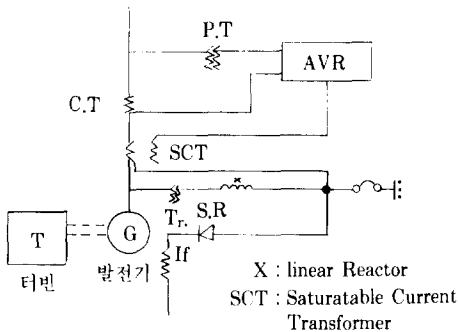 P.T
AVR
C.T
SCT
x
Tr.
S.R
If
T
G
터빈
발전기
X : linear Reactor
SCT : Saturatable Current
Transformer